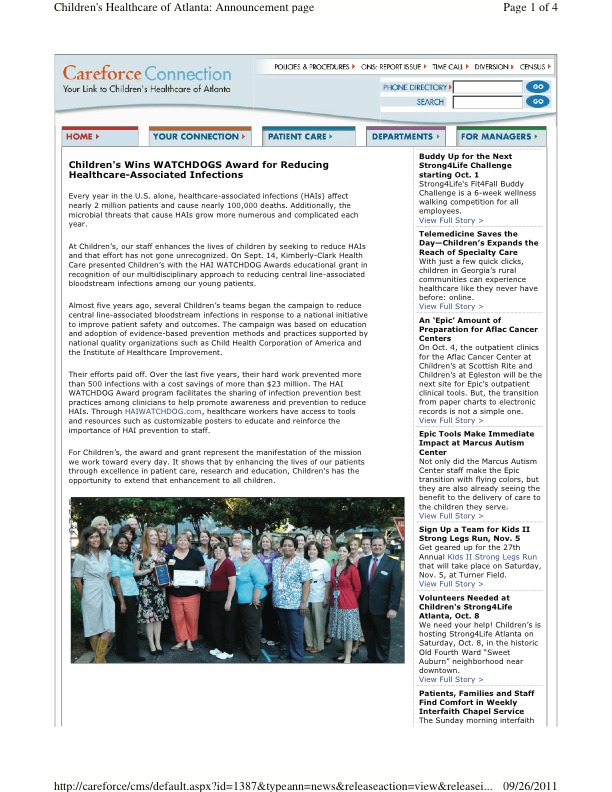 Children's Healthcare of Atlanta: Announcement page
Page 1 of 4
Careforce Connection
Your Link to Children's Healthcare of Atlanta
POLICIES & PROCEDURES
ONS: REPORT ISSUE
TIME CALL
DIVERSION
CENSUS
PHONE DIRECTORY
GO
SEARCH
GO
HOME
YOUR CONNECTION
PATIENT CARE
DEPARTMENTS
FOR MANAGERS
Children's Wins WATCHDOGS Award for Reducing
Healthcare-Associated Infections
Every year in the U.S. alone, healthcare-associated infections (HAIs) affect
nearly 2 million patients and cause nearly 100,000 deaths. Additionally, the
microbial threats that cause HAIs grow more numerous and complicated each
year.
At Children's, our staff enhances the lives of children by seeking to reduce HAIs
and that effort has not gone unrecognized. On Sept. 14, Kimberly-Clark Health
Care presented Children's with the HAI WATCHDOG Awards educational grant in
recognition of our multidisciplinary approach to reducing central line-associated
bloodstream infections among our young patients.
Almost five years ago, several Children's teams began the campaign to reduce
central line-associated bloodstream infections in response to a national initiative
to improve patient safety and outcomes. The campaign was based on education
and adoption of evidence-based prevention methods and practices supported by
national quality organizations such as Child Health Corporation of America and
the Institute of Healthcare Improvement.
Their efforts paid off. Over the last five years, their hard work prevented more
than 500 infections with a cost savings of more than $23 million. The HAI
WATCHDOG Award program facilitates the sharing of infection prevention best
practices among clinicians to help promote awareness and prevention to reduce
HAIs. Through HAIWATCHDOG.com, healthcare workers have access to tools
and resources such as customizable posters to educate and reinforce the
importance of HAI prevention to staff.
For Children's, the award and grant represent the manifestation of the mission
we work toward every day. It shows that by enhancing the lives of our patients
through excellence in patient care, research and education, Children's has the
opportunity to extend that enhancement to all children.
Buddy Up for the Next
Strong4Life Challenge
starting Oct. 1
Strong4Life's Fit4Fall Buddy
Challenge is a 6-week wellness
walking competition for all
employees.
View Full Story >
Telemedicine Saves the
Day—Children's Expands the
Reach of Specialty Care
With just a few quick clicks,
children in Georgia's rural
communities can experience
healthcare like they never have
before: online.
View Full Story >
An 'Epic' Amount of
Preparation for Aflac Cancer
Centers
On Oct. 4, the outpatient clinics
for the Aflac Cancer Center at
Children's at Scottish Rite and
Children's at Egleston will be the
next site for Epic's outpatient
clinical tools. But, the transition
from paper charts to electronic
records is not a simple one.
View Full Story >
Epic Tools Make Immediate
Impact at Marcus Autism
Center
Not only did the Marcus Autism
Center staff make the Epic
transition with flying colors, but
they are also already seeing the
benefit to the delivery of care to
the children they serve.
View Full Story >
Sign Up a Team for Kids II
Strong Legs Run, Nov. 5
Get geared up for the 27th
Annual Kids II Strong Legs Run
that will take place on Saturday,
Nov. 5, at Turner Field.
View Full Story >
Volunteers Needed at
Children's Strong4Life
Atlanta, Oct. 8
We need your help! Children's is
hosting Strong4Life Atlanta on
Saturday, Oct. 8, in the historic
Old Fourth Ward "Sweet
Auburn" neighborhood near
downtown.
View Full Story >
Patients, Families and Staff
Find Comfort in Weekly
Interfaith Chapel Service
The Sunday morning interfaith
http://careforce/cms/default.aspx?id=1387&typeann=news&releaseaction=view&releasei...
09/26/2011